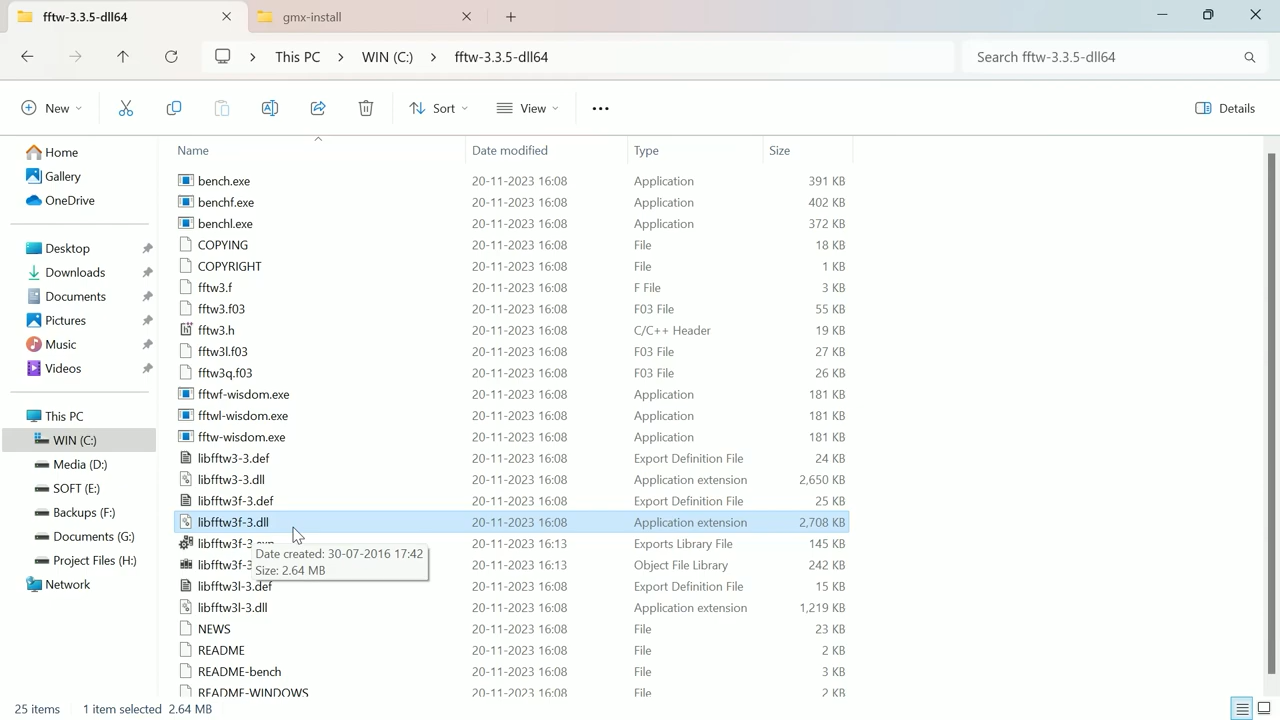 fftw-3.3.5-dll64
gmx-install
This PC > WIN (C:) > fftw-3.3.5-dll64
Search fftw-3.3.5-dll64
New
Sort
View
Details
Name Date modified Type Size
Home
Gallery
OneDrive
Desktop
Downloads
Documents
Pictures
Music
Videos
This PC
WIN (C:)
Media (D:)
SOFT (E:)
Backups (F:)
Documents (G:)
Project Files (H:)
Network
bench.exe 20-11-2023 16:08 Application 391 KB
benchf.exe 20-11-2023 16:08 Application 402 KB
benchl.exe 20-11-2023 16:08 Application 372 KB
COPYING 20-11-2023 16:08 File 18 KB
COPYRIGHT 20-11-2023 16:08 File 1 KB
fftw3.f 20-11-2023 16:08 F File 3 KB
fftw3.f03 20-11-2023 16:08 F03 File 55 KB
fftw3.h 20-11-2023 16:08 C/C++ Header 19 KB
fftw3l.f03 20-11-2023 16:08 F03 File 27 KB
fftw3q.f03 20-11-2023 16:08 F03 File 26 KB
fftwf-wisdom.exe 20-11-2023 16:08 Application 181 KB
fftwl-wisdom.exe 20-11-2023 16:08 Application 181 KB
fftw-wisdom.exe 20-11-2023 16:08 Application 181 KB
libfftw3-3.def 20-11-2023 16:08 Export Definition File 24 KB
libfftw3-3.dll 20-11-2023 16:08 Application extension 2,650 KB
libfftw3f-3.def 20-11-2023 16:08 Export Definition File 25 KB
libfftw3f-3.dll 20-11-2023 16:08 Application extension 2,708 KB
libfftw3f-3 20-11-2023 16:13 Exports Library File 145 KB
Date created: 30-07-2016 17:42
libfftw3f-3 20-11-2023 16:13 Object File Library 242 KB
Size: 2.64 MB
libfftw3l-3.def 20-11-2023 16:08 Export Definition File 15 KB
libfftw3l-3.dll 20-11-2023 16:08 Application extension 1,219 KB
NEWS 20-11-2023 16:08 File 23 KB
README 20-11-2023 16:08 File 2 KB
README-bench 20-11-2023 16:08 File 3 KB
README-WINDOWS 20-11-2023 16:08 File 2 KB
25 items 1 item selected 2.64 MB